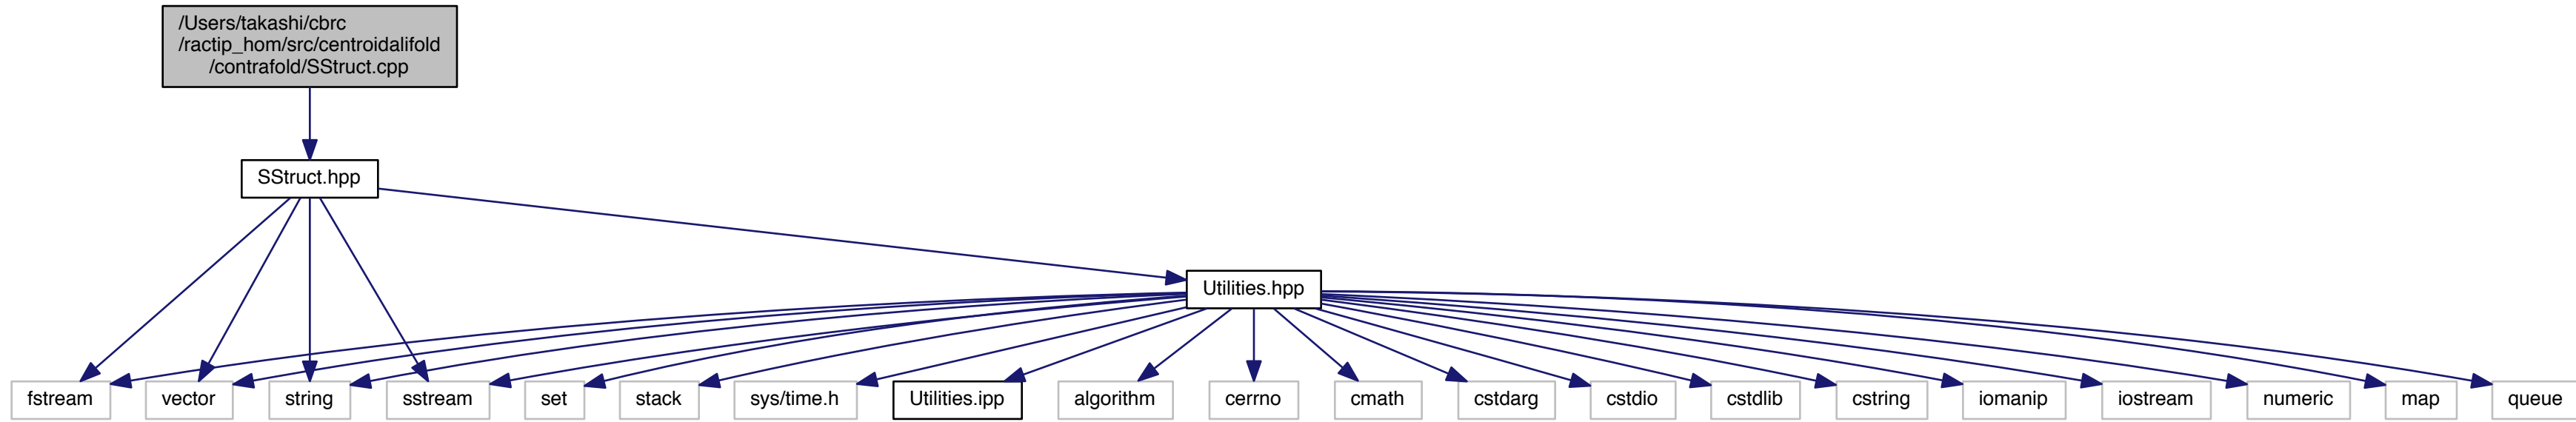 /Users/takashi/cbrc
/ractip_hom/src/centroidalifold
/contrafold/SStruct.cpp
SStruct.hpp
Utilities.hpp
fstream
vector
string
sstream
set
stack
sys/time.h
Utilities.ipp
algorithm
cerrno
cmath
cstdarg
cstdio
cstdlib
cstring
iomanip
iostream
numeric
map
queue